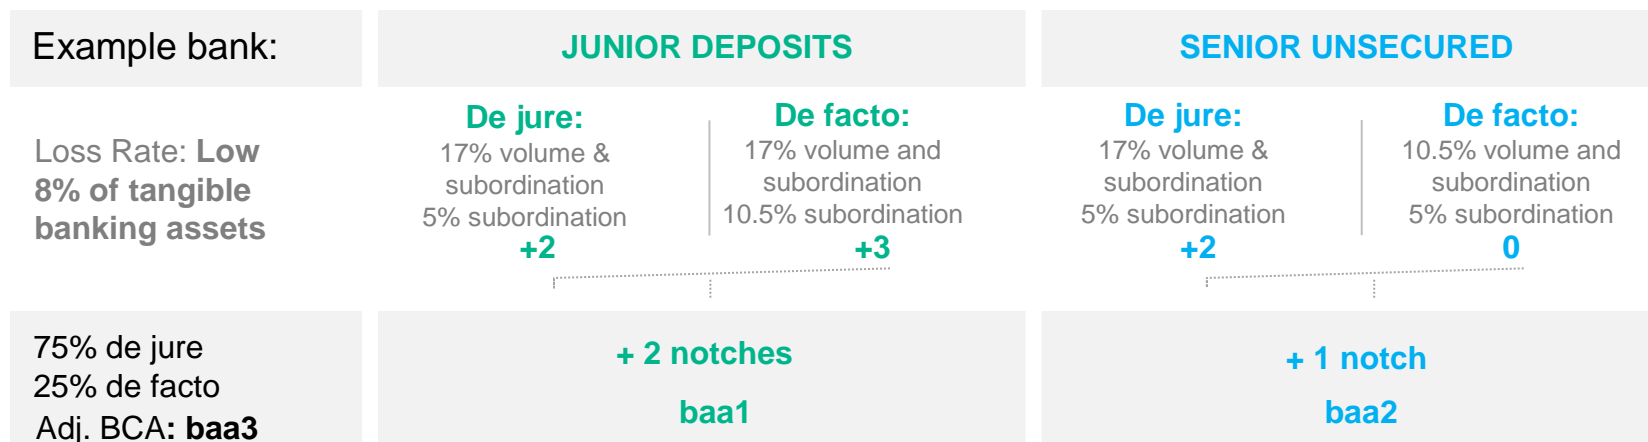 Example bank:
JUNIOR DEPOSITS
SENIOR UNSECURED
Loss Rate: Low
8% of tangible
banking assets
De jure:
17% volume &
subordination
5% subordination
+2
De facto:
17% volume and
subordination
10.5% subordination
+3
De jure:
17% volume &
subordination
5% subordination
+2
De facto:
10.5% volume and
subordination
5% subordination
0
75% de jure
25% de facto
Adj. BCA: baa3
+ 2 notches
baa1
+ 1 notch
baa2